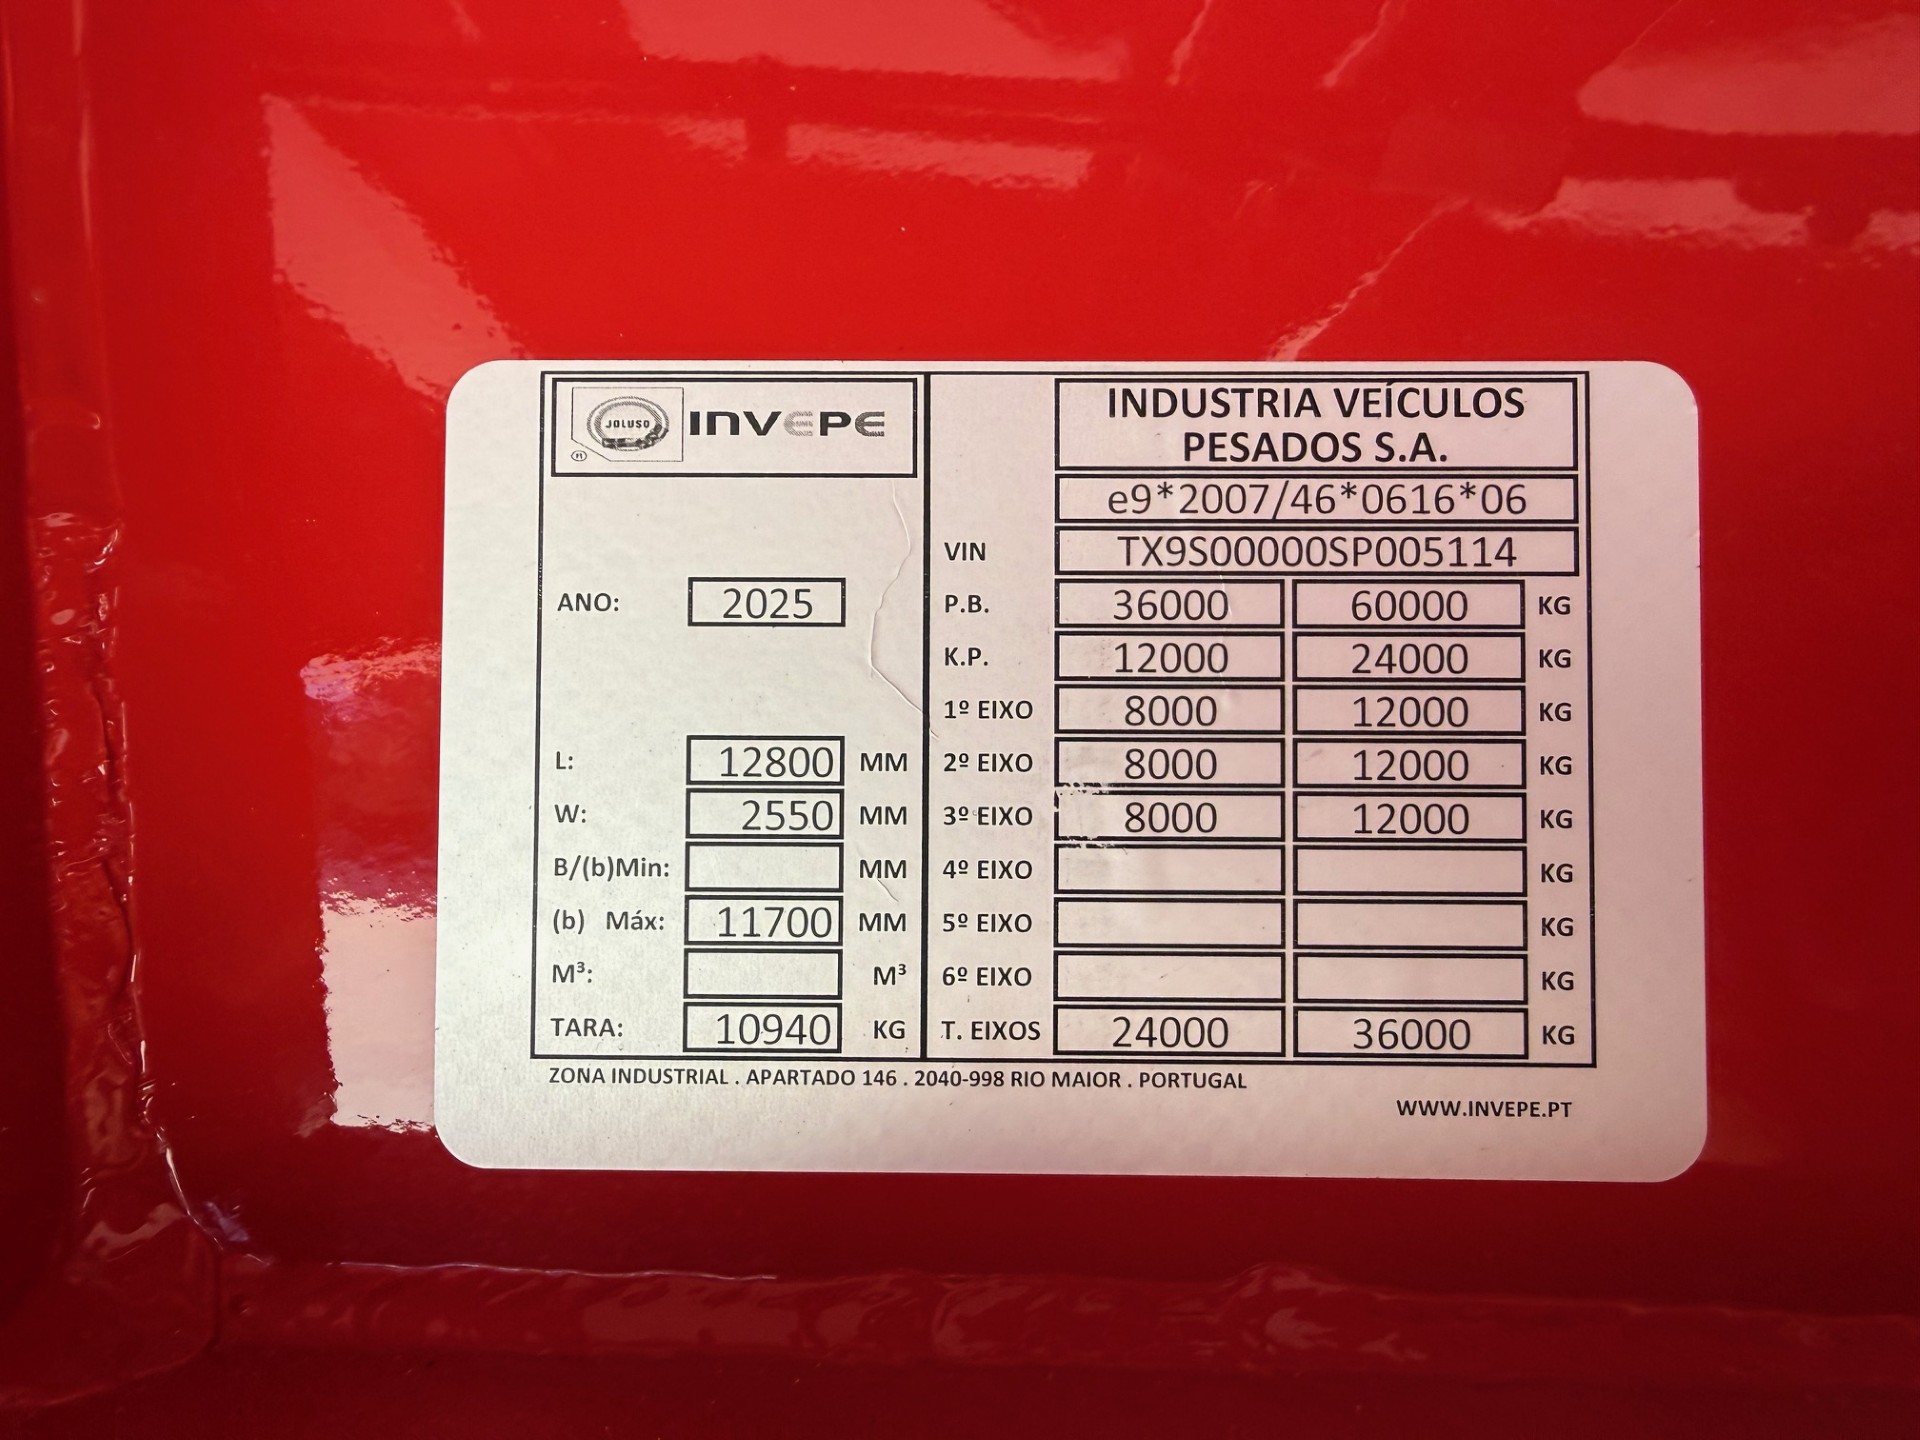 JOLUSO INVEPE
PT
INDUSTRIA VEÍCULOS
PESADOS S.A.
e9*2007/46*0616*06
VIN TX9S00000SP005114
ANO: 2025
P.B. 36000 60000 KG
K.P. 12000 24000 KG
1º EIXO 8000 12000 KG
L: 12800 MM 2º EIXO 8000 12000 KG
W: 2550 MM 3º EIXO 8000 12000 KG
B/(b)Min: MM 4º EIXO KG
(b) Máx: 11700 MM 5º EIXO KG
M³: M³ 6º EIXO KG
TARA: 10940 KG T. EIXOS 24000 36000 KG
ZONA INDUSTRIAL . APARTADO 146 . 2040-998 RIO MAIOR . PORTUGAL
WWW.INVEPE.PT